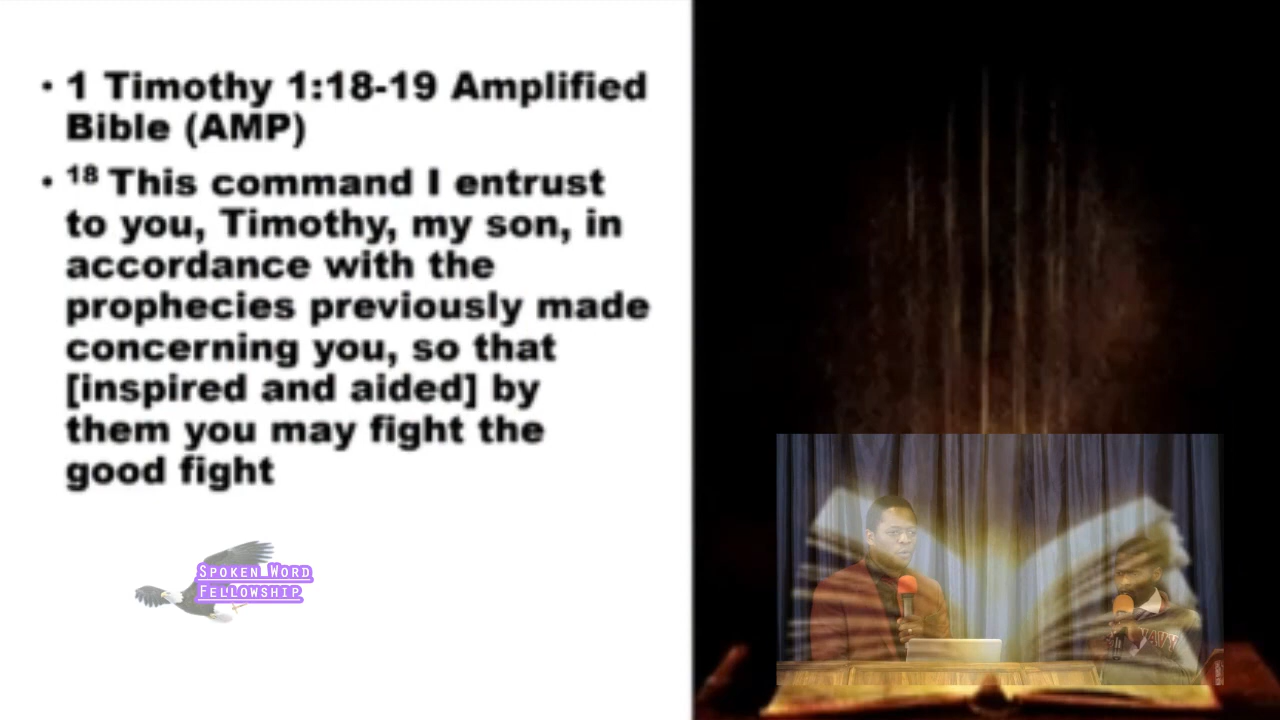 • 1 Timothy 1:18-19 Amplified
Bible (AMP)
• 18 This command I entrust
to you, Timothy, my son, in
accordance with the
prophecies previously made
concerning you, so that
[inspired and aided] by
them you may fight the
good fight
Spoken Word
Fellowship
NAVY